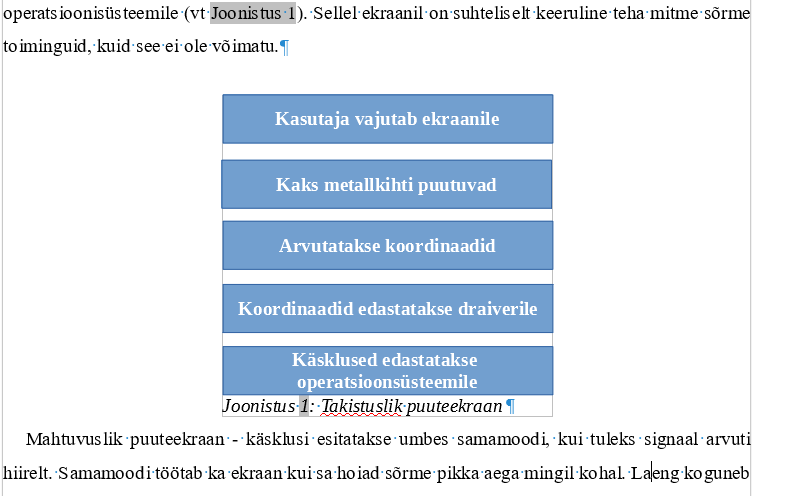 operatsioonisüsteemile (vt Joonistus 1). Sellel ekraanil on suhteliselt keeruline teha mitme sõrme
toiminguid, kuid see ei ole võimatu.¶
Kasutaja vajutab ekraanile
Kaks metallkihti puutuvad
Arvutatakse koordinaadid
Koordinaadid edastatakse draiverile
Käsklused edastatakse
operatsioonsüsteemile
Joonistus 1: Takistuslik puuteekraan¶
Mahtuvuslik puuteekraan - käsklusi esitatakse umbes samamoodi, kui tuleks signaal arvuti
hiirelt. Samamoodi töötab ka ekraan kui sa hoiad sõrme pikka aega mingil kohal. Laeng koguneb